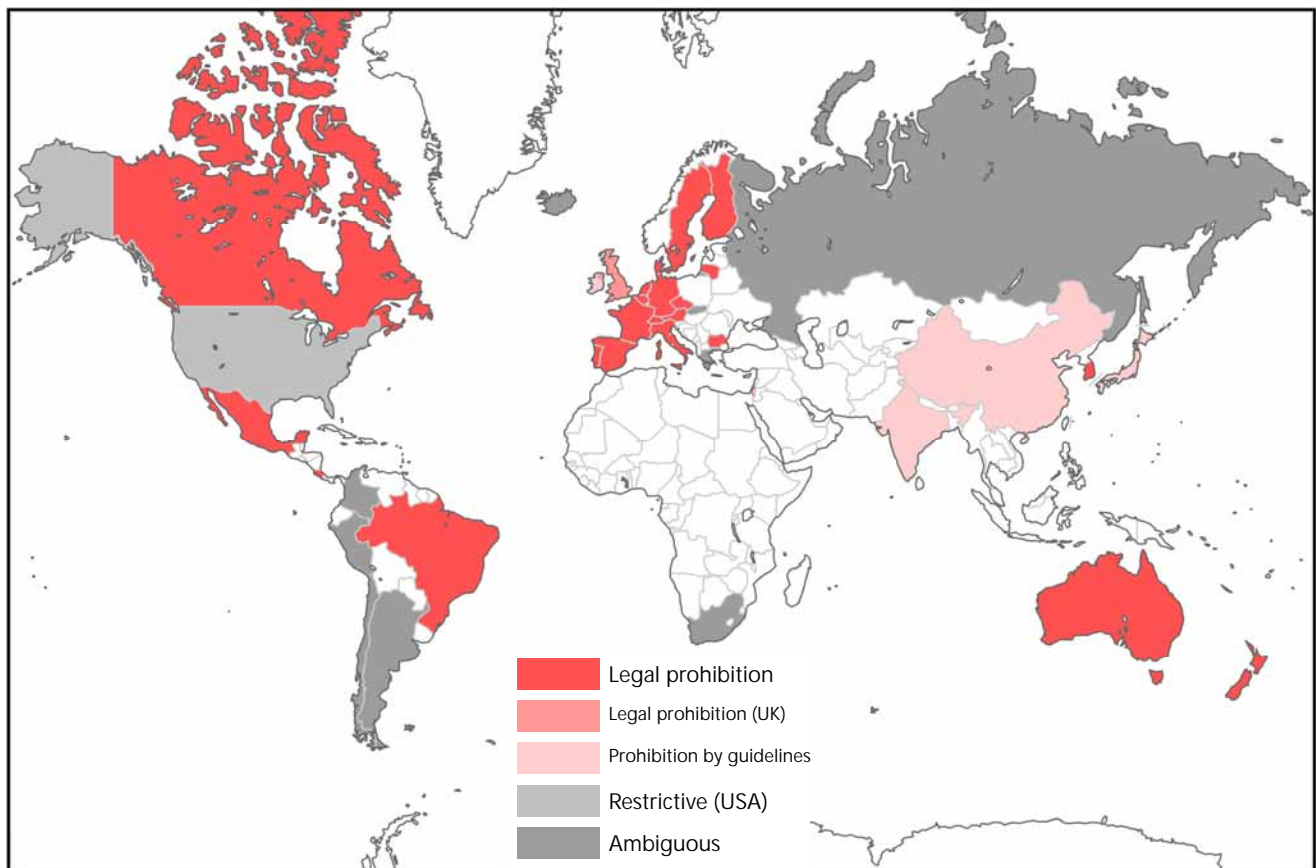 Legal prohibition
Legal prohibition (UK)
Prohibition by guidelines
Restrictive (USA)
Ambiguous